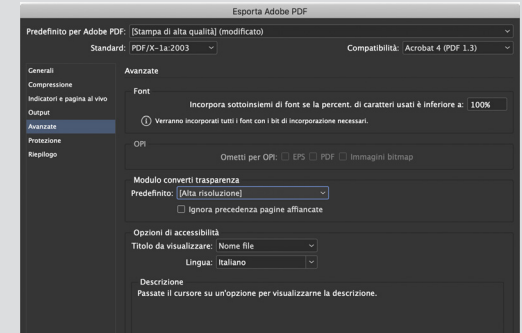 Esporta Adobe PDF
Predefinito per Adobe PDF: [Stampa di alta qualità] (modificato)
Standard: PDF/X-1a:2003 Compatibilità: Acrobat 4 (PDF 1.3)
Generali
Compressione
Indicatori e pagina al vivo
Output
Avanzate
Protezione
Riepilogo
Avanzate
Font
Incorpora sottoinsiemi di font se la percent. di caratteri usati è inferiore a: 100%
Verranno incorporati tutti i font con i bit di incorporazione necessari.
OPI
Ometti per OPI: EPS PDF Immagini bitmap
Modulo converti trasparenza
Predefinito: [Alta risoluzione]
Ignora precedenza pagine affiancate
Opzioni di accessibilità
Titolo da visualizzare: Nome file
Lingua: Italiano
Descrizione
Passate il cursore su un'opzione per visualizzarne la descrizione.